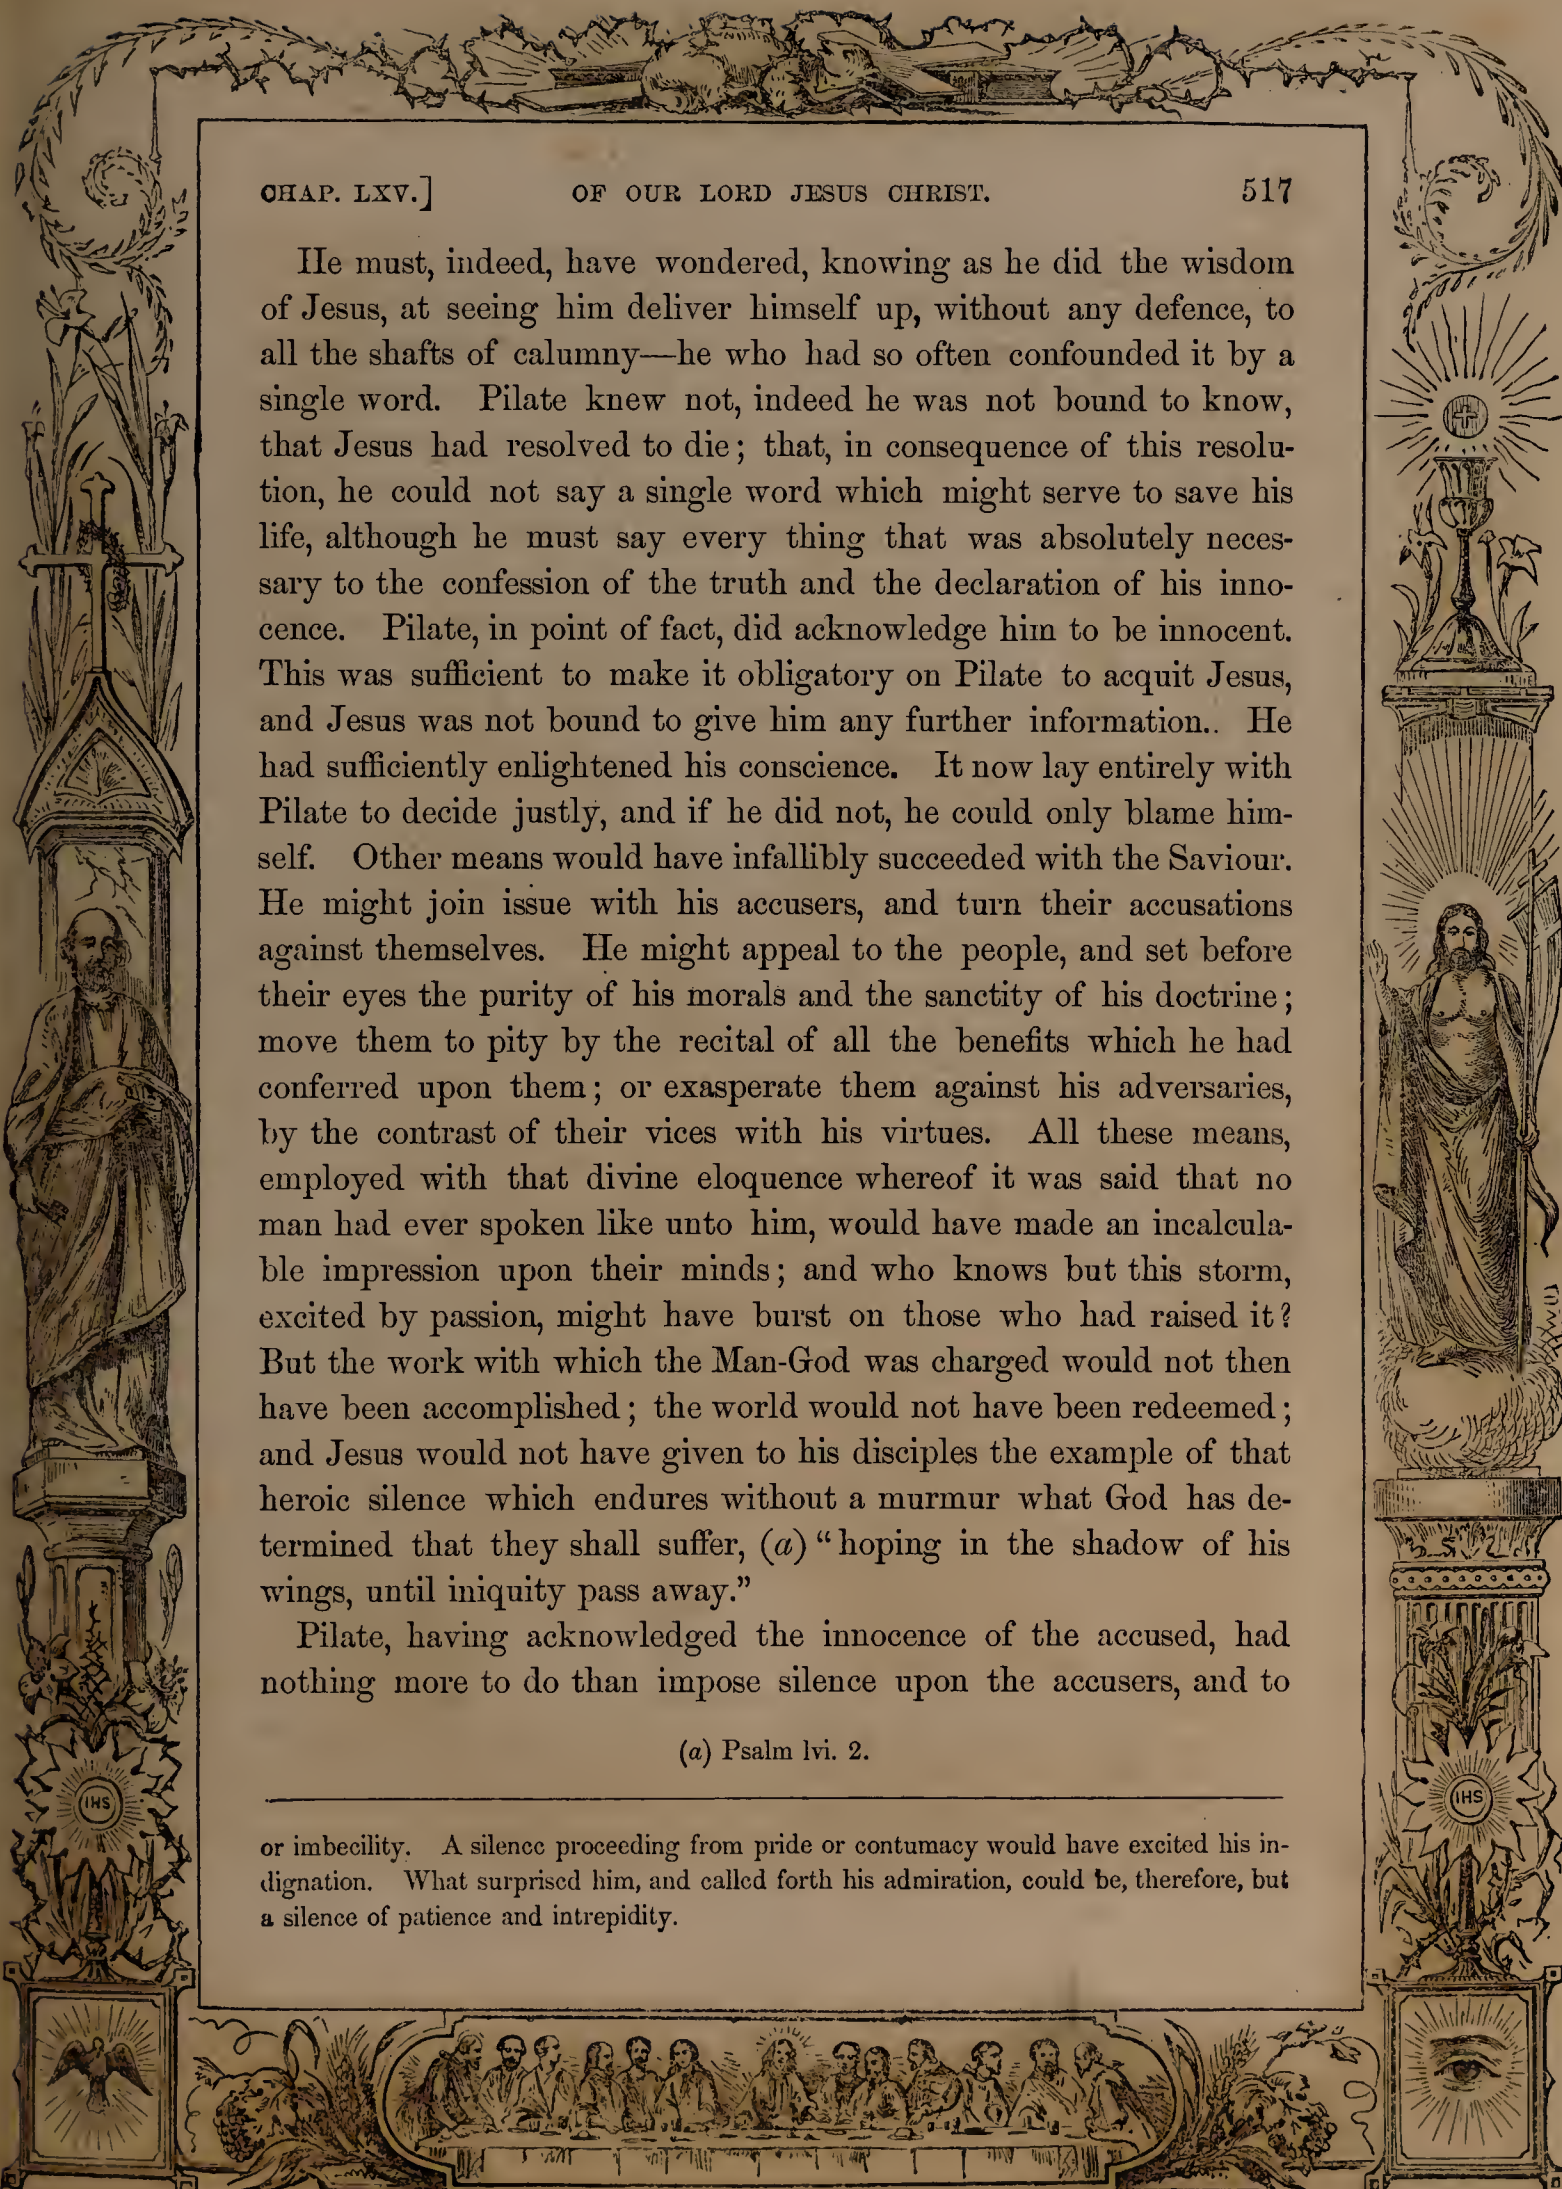 CHAP. LXV.] OF OUR LORD JESUS CHRIST. 517
He must, indeed, have wondered, knowing as he did the wisdom
of Jesus, at seeing him deliver himself up, without any defence, to
all the shafts of calumny—he who had so often confounded it by a
single word. Pilate knew not, indeed he was not bound to know,
that Jesus had resolved to die; that, in consequence of this resolu-
tion, he could not say a single word which might serve to save his
life, although he must say every thing that was absolutely neces-
sary to the confession of the truth and the declaration of his inno-
cence. Pilate, in point of fact, did acknowledge him to be innocent.
This was sufficient to make it obligatory on Pilate to acquit Jesus,
and Jesus was not bound to give him any further information.. He
had sufficiently enlightened his conscience. It now lay entirely with
Pilate to decide justly, and if he did not, he could only blame him-
self. Other means would have infallibly succeeded with the Saviour.
He might join issue with his accusers, and turn their accusations
against themselves. He might appeal to the people, and set before
their eyes the purity of his morals and the sanctity of his doctrine;
move them to pity by the recital of all the benefits which he had
conferred upon them; or exasperate them against his adversaries,
by the contrast of their vices with his virtues. All these means,
employed with that divine eloquence whereof it was said that no
man had ever spoken like unto him, would have made an incalcula-
ble impression upon their minds; and who knows but this storm,
excited by passion, might have burst on those who had raised it?
But the work with which the Man-God was charged would not then
have been accomplished; the world would not have been redeemed;
and Jesus would not have given to his disciples the example of that
heroic silence which endures without a murmur what God has de-
termined that they shall suffer, (a) “hoping in the shadow of his
wings, until iniquity pass away.”
Pilate, having acknowledged the innocence of the accused, had
nothing more to do than impose silence upon the accusers, and to
(a) Psalm lvi. 2.
or imbecility. A silence proceeding from pride or contumacy would have excited his in-
dignation. What surprised him, and called forth his admiration, could be, therefore, but
a silence of patience and intrepidity.
IHS
IHS